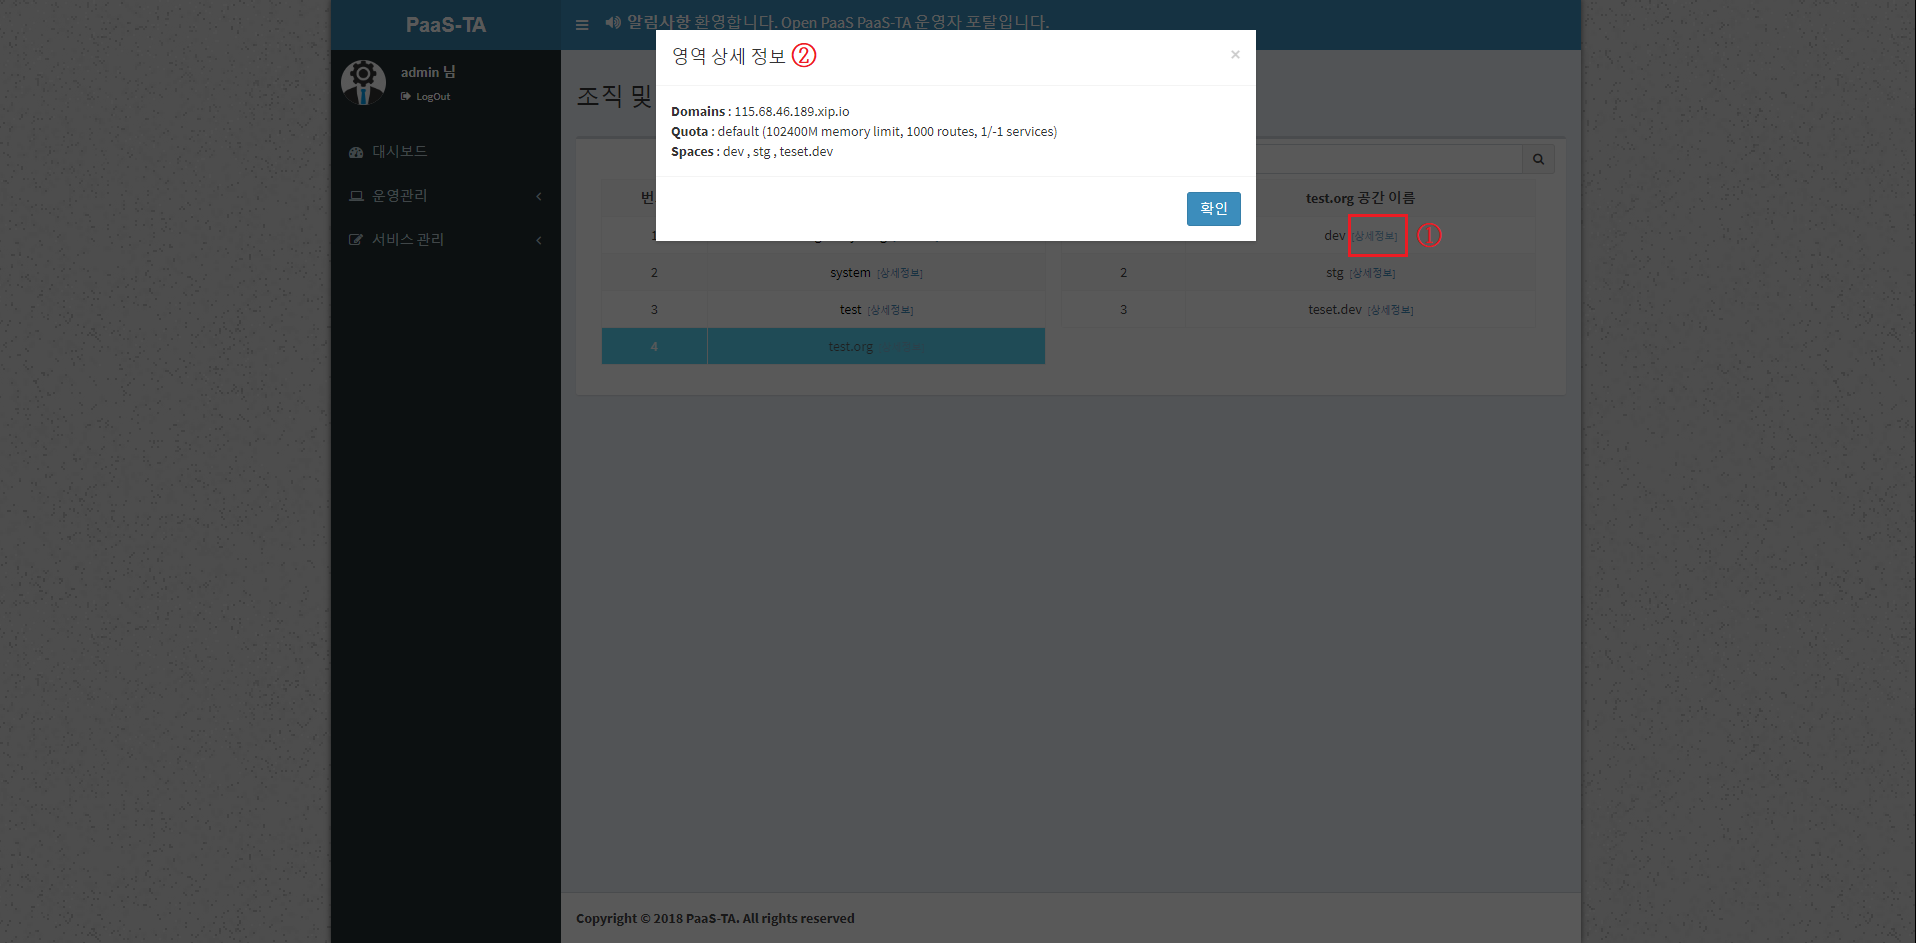 PaaS-TA
알림사항 환영합니다. Open PaaS PaaS-TA 운영자 포탈입니다.
admin 님
LogOut
대시보드
운영관리
서비스 관리
조직 및
영역 상세 정보 ②
×
Domains : 115.68.46.189.xip.io
Quota : default (102400M memory limit, 1000 routes, 1/-1 services)
Spaces : dev , stg , teset.dev
확인
test.org 공간 이름
dev [상세정보] ①
2 system [상세정보]
2 stg [상세정보]
3 test [상세정보]
3 teset.dev [상세정보]
4 test.org
Copyright © 2018 PaaS-TA. All rights reserved